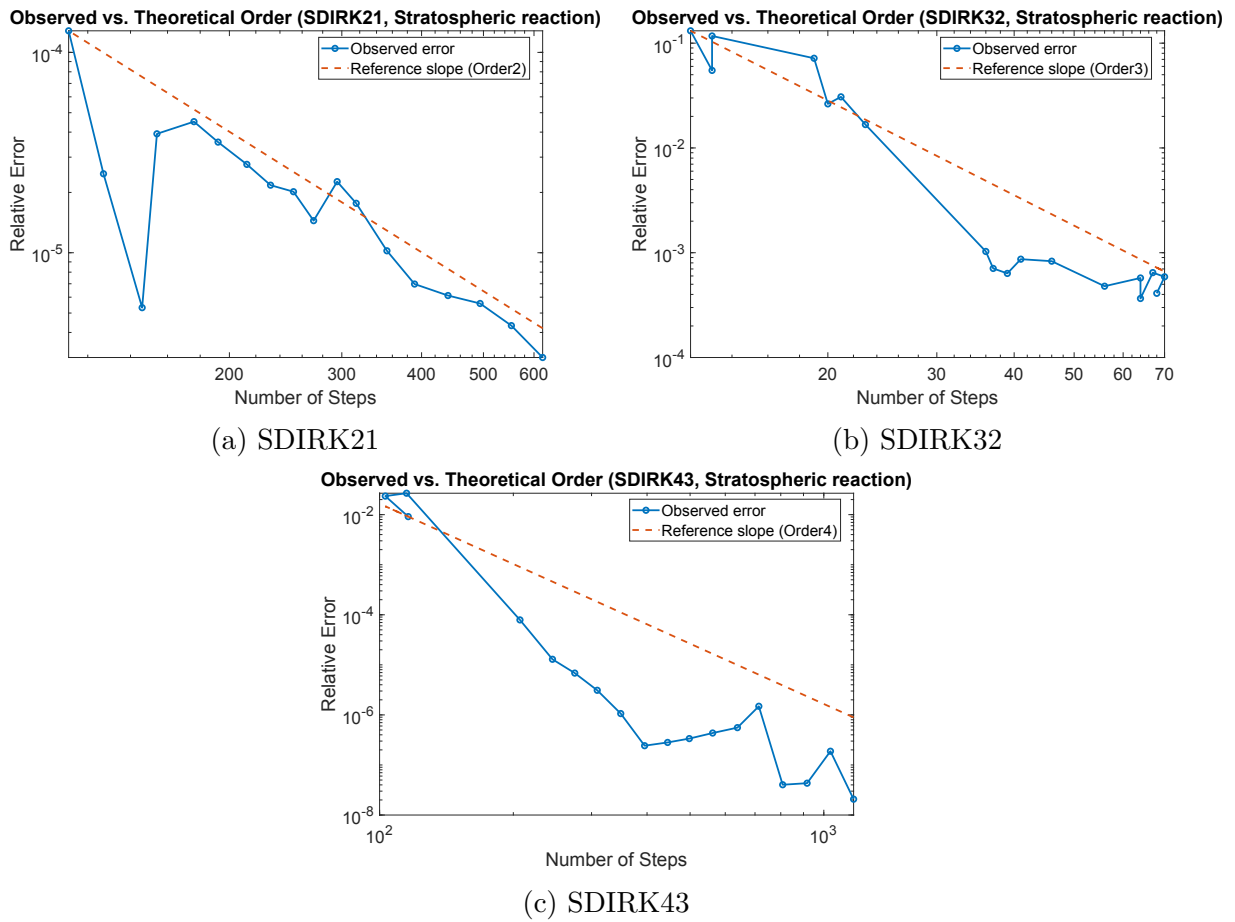 Observed vs. Theoretical Order (SDIRK21, Stratospheric reaction)
10^-4
10^-5
Relative Error
Observed error
Reference slope (Order2)
200 300 400 500 600
Number of Steps
(a) SDIRK21
Observed vs. Theoretical Order (SDIRK32, Stratospheric reaction)
10^-1
10^-2
10^-3
10^-4
Relative Error
Observed error
Reference slope (Order3)
20 30 40 50 60 70
Number of Steps
(b) SDIRK32
Observed vs. Theoretical Order (SDIRK43, Stratospheric reaction)
10^-2
10^-4
10^-6
10^-8
Relative Error
Observed error
Reference slope (Order4)
10^2 10^3
Number of Steps
(c) SDIRK43